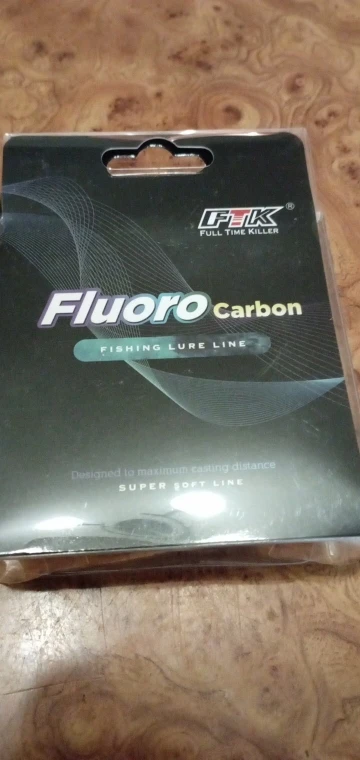 FTK®
FULL TIME KILLER
Fluoro Carbon
FISHING LURE LINE
Designed to maximum casting distance
SUPER SOFT LINE